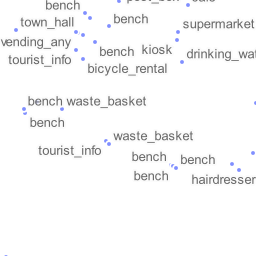 bench
town_hall
bench
supermarket
vending_any
bench
kiosk
drinking_wat
tourist_info
bicycle_rental
bench waste_basket
bench
waste_basket
tourist_info
bench
bench
bench
hairdresser